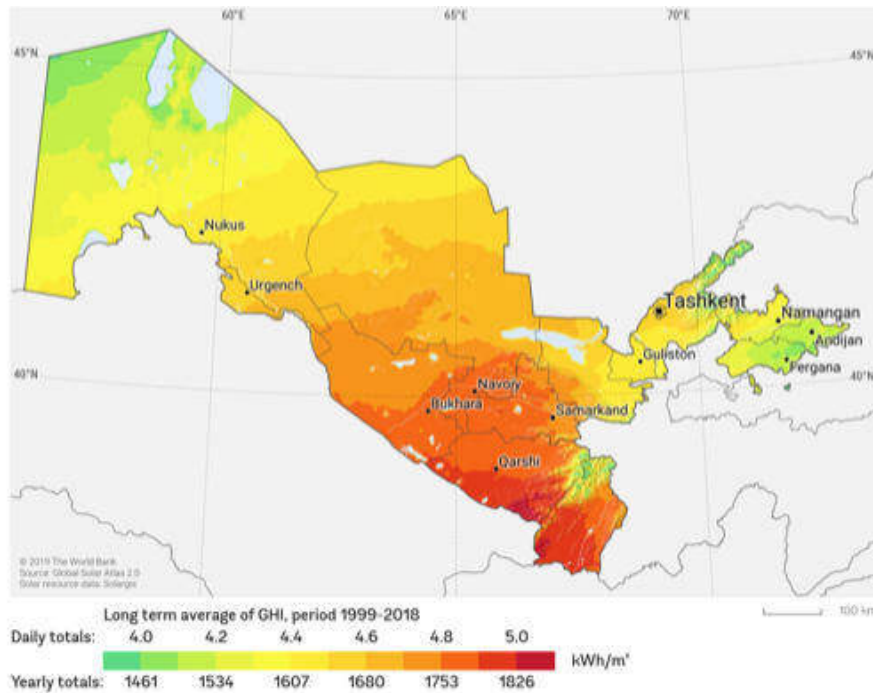 60°E 65°E 70°E
45°N 45°N
Nukus
Urgench
Tashkent
Namangan
Andijan
Guliston
Fergana
40°N 40°N
Navoiy
Bukhara
Samarkand
Qarshi
© 2019 The World Bank
Source: Global Solar Atlas 2.0
Solar resource data: Solargis
Long term average of GHI, period 1999-2018
100 km
Daily totals: 4.0 4.2 4.4 4.6 4.8 5.0
kWh/m²
Yearly totals: 1461 1534 1607 1680 1753 1826